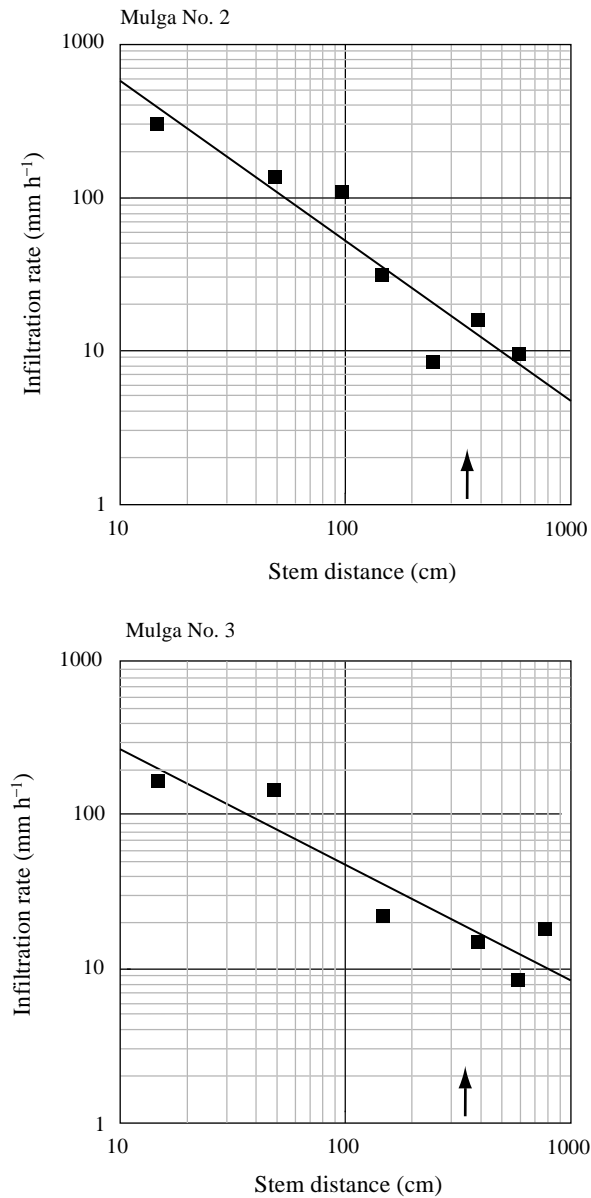 Mulga No. 2
1000
100
10
1
Infiltration rate (mm h⁻¹)
10 100 1000
Stem distance (cm)
Mulga No. 3
1000
100
10
1
Infiltration rate (mm h⁻¹)
10 100 1000
Stem distance (cm)